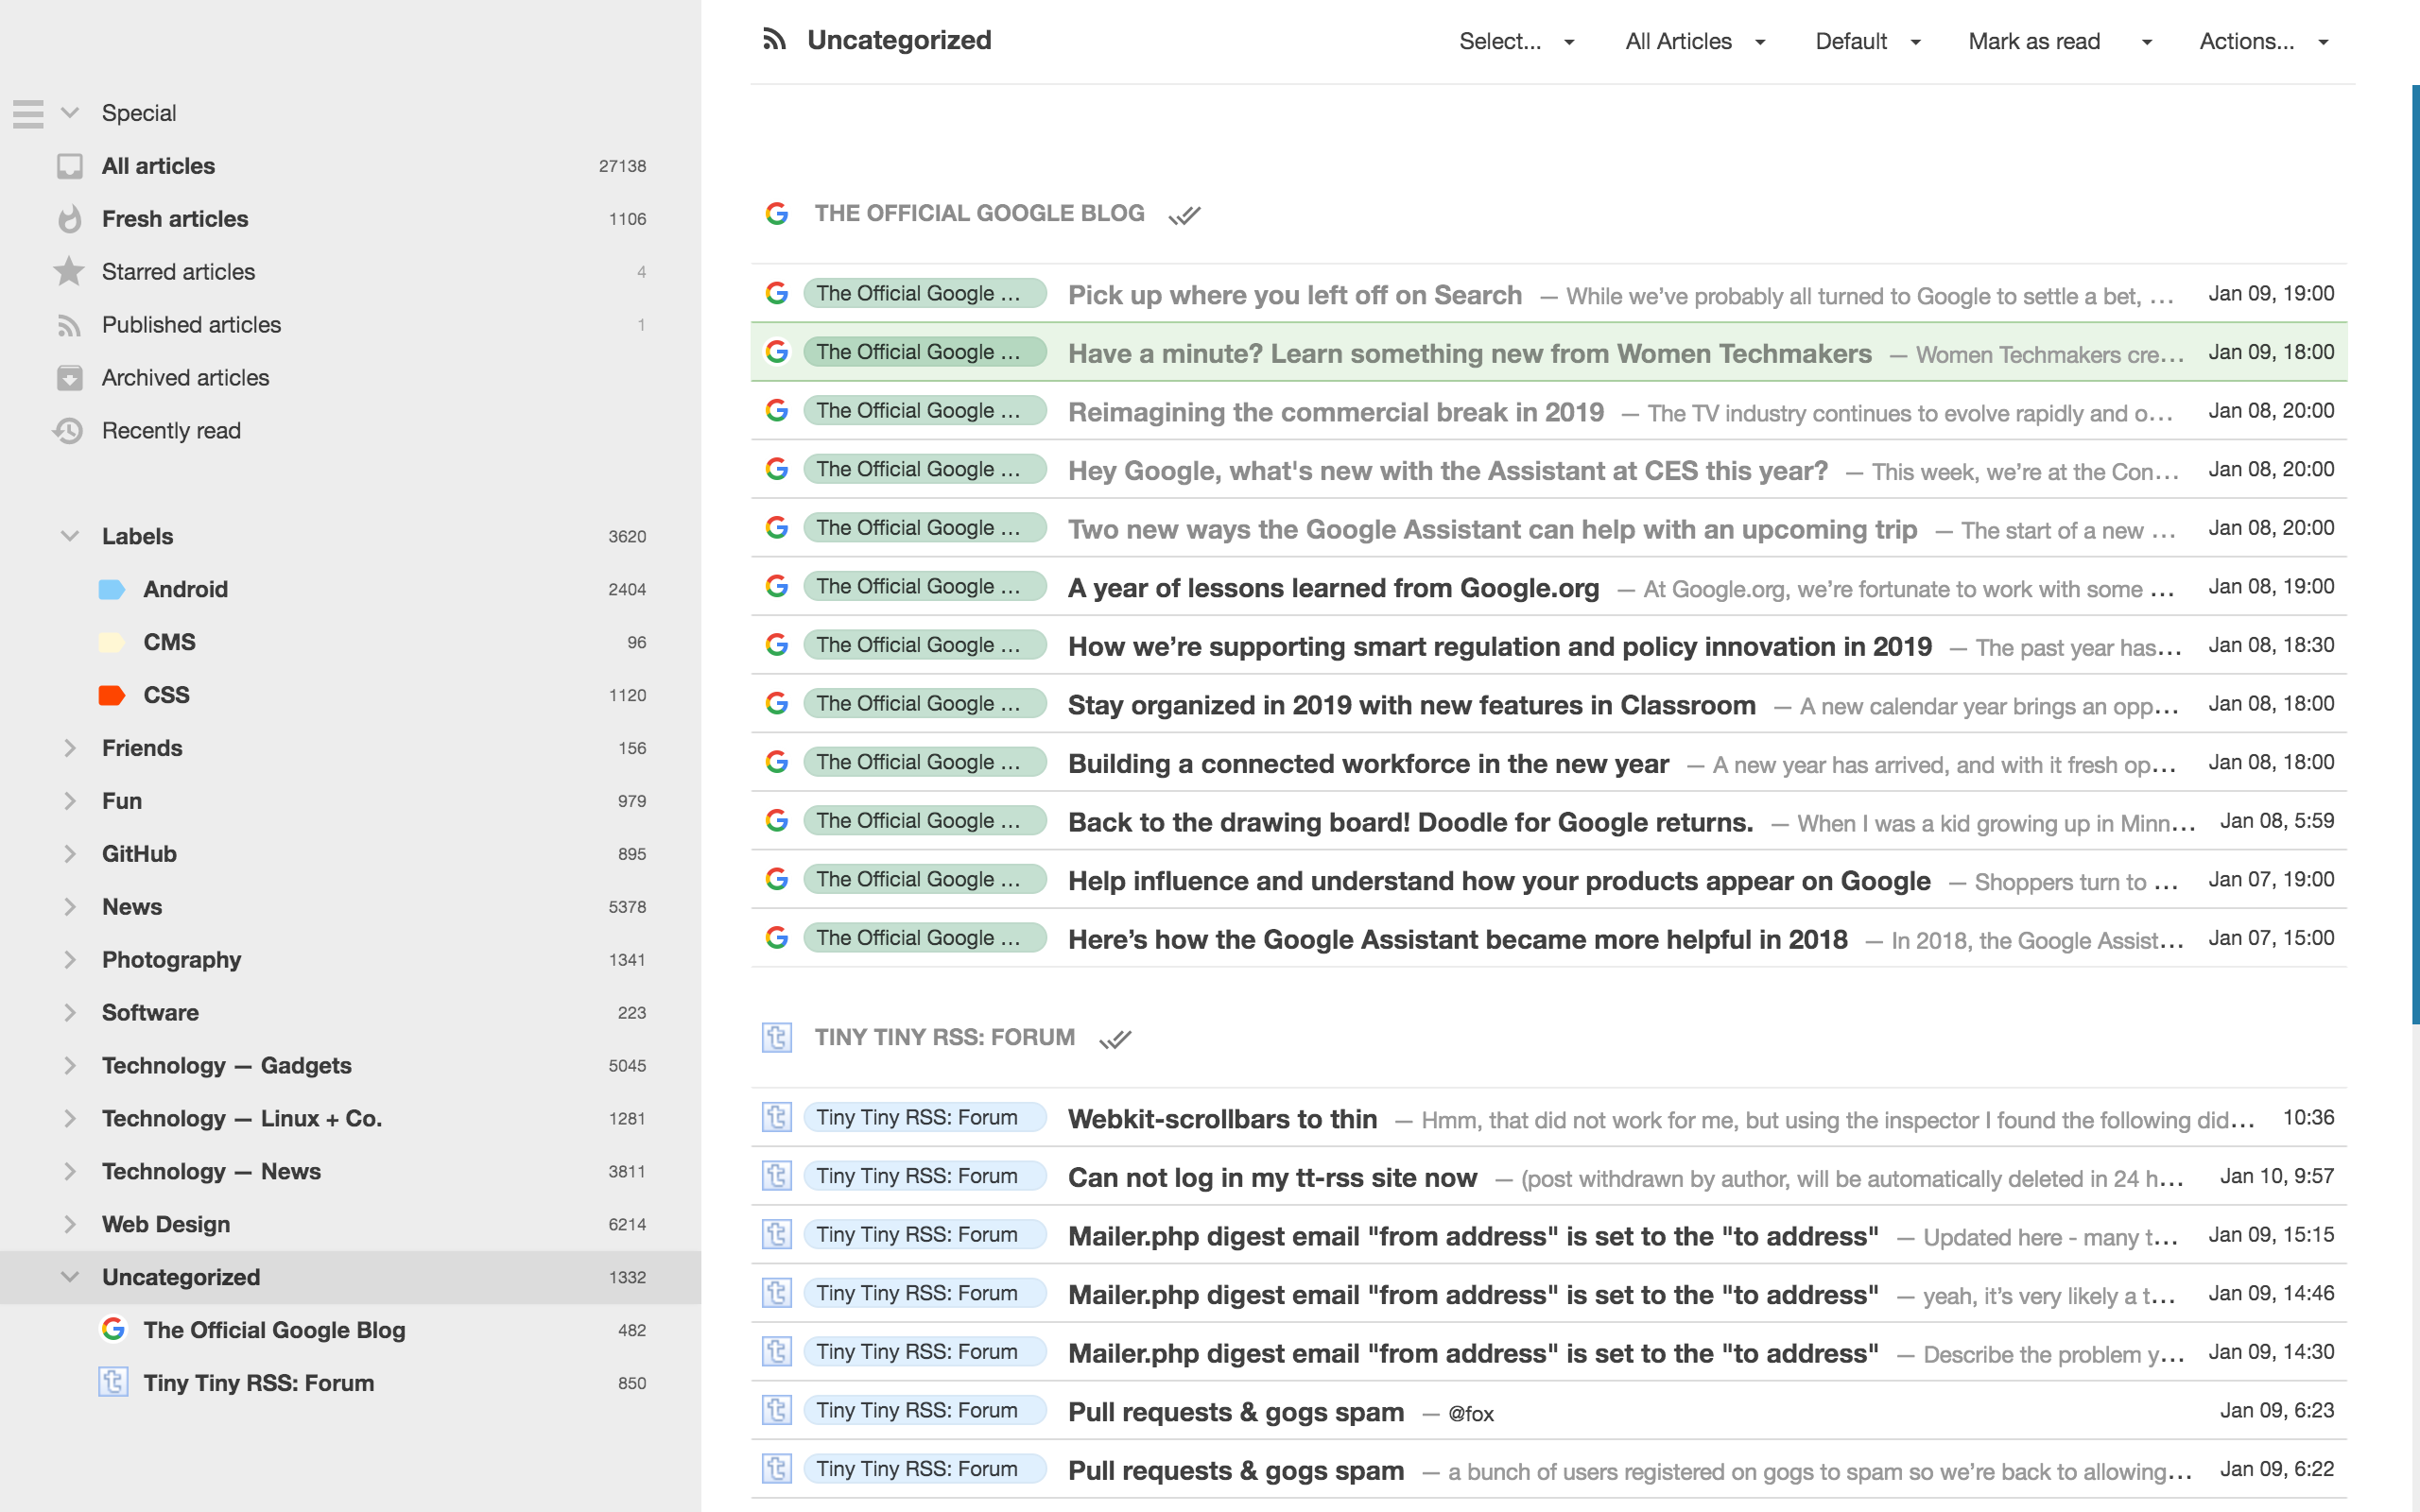 Special
All articles 27138
Fresh articles 1106
Starred articles 4
Published articles 1
Archived articles
Recently read
Labels 3620
Android 2404
CMS 96
CSS 1120
Friends 156
Fun 979
GitHub 895
News 5378
Photography 1341
Software 223
Technology — Gadgets 5045
Technology — Linux + Co. 1281
Technology — News 3811
Web Design 6214
Uncategorized 1332
The Official Google Blog 482
Tiny Tiny RSS: Forum 850
Uncategorized Select... All Articles Default Mark as read Actions...
THE OFFICIAL GOOGLE BLOG
The Official Google … Pick up where you left off on Search — While we’ve probably all turned to Google to settle a bet, … Jan 09, 19:00
The Official Google … Have a minute? Learn something new from Women Techmakers — Women Techmakers cre… Jan 09, 18:00
The Official Google … Reimagining the commercial break in 2019 — The TV industry continues to evolve rapidly and o… Jan 08, 20:00
The Official Google … Hey Google, what's new with the Assistant at CES this year? — This week, we’re at the Con… Jan 08, 20:00
The Official Google … Two new ways the Google Assistant can help with an upcoming trip — The start of a new … Jan 08, 20:00
The Official Google … A year of lessons learned from Google.org — At Google.org, we’re fortunate to work with some … Jan 08, 19:00
The Official Google … How we’re supporting smart regulation and policy innovation in 2019 — The past year has… Jan 08, 18:30
The Official Google … Stay organized in 2019 with new features in Classroom — A new calendar year brings an opp… Jan 08, 18:00
The Official Google … Building a connected workforce in the new year — A new year has arrived, and with it fresh op… Jan 08, 18:00
The Official Google … Back to the drawing board! Doodle for Google returns. — When I was a kid growing up in Minn… Jan 08, 5:59
The Official Google … Help influence and understand how your products appear on Google — Shoppers turn to … Jan 07, 19:00
The Official Google … Here’s how the Google Assistant became more helpful in 2018 — In 2018, the Google Assist… Jan 07, 15:00
TINY TINY RSS: FORUM
Tiny Tiny RSS: Forum Webkit-scrollbars to thin — Hmm, that did not work for me, but using the inspector I found the following did… 10:36
Tiny Tiny RSS: Forum Can not log in my tt-rss site now — (post withdrawn by author, will be automatically deleted in 24 h… Jan 10, 9:57
Tiny Tiny RSS: Forum Mailer.php digest email "from address" is set to the "to address" — Updated here - many t… Jan 09, 15:15
Tiny Tiny RSS: Forum Mailer.php digest email "from address" is set to the "to address" — yeah, it’s very likely a t… Jan 09, 14:46
Tiny Tiny RSS: Forum Mailer.php digest email "from address" is set to the "to address" — Describe the problem y… Jan 09, 14:30
Tiny Tiny RSS: Forum Pull requests & gogs spam — @fox Jan 09, 6:23
Tiny Tiny RSS: Forum Pull requests & gogs spam — a bunch of users registered on gogs to spam so we’re back to allowing… Jan 09, 6:22